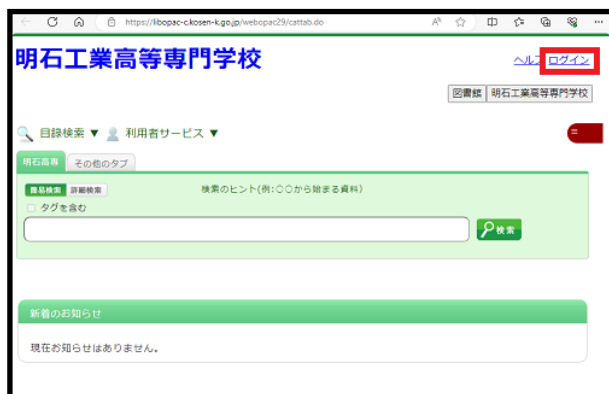 https://libopac-c.kosen-k.go.jp/webopac29/cattab.do
明石工業高等専門学校
ヘルプ ログイン
図書館 明石工業高等専門学校
目録検索 ▼ 利用者サービス ▼
明石高専 その他のタブ
簡易検索 詳細検索 検索のヒント(例:○○から始まる資料)
タグを含む
検索
新着のお知らせ
現在お知らせはありません。